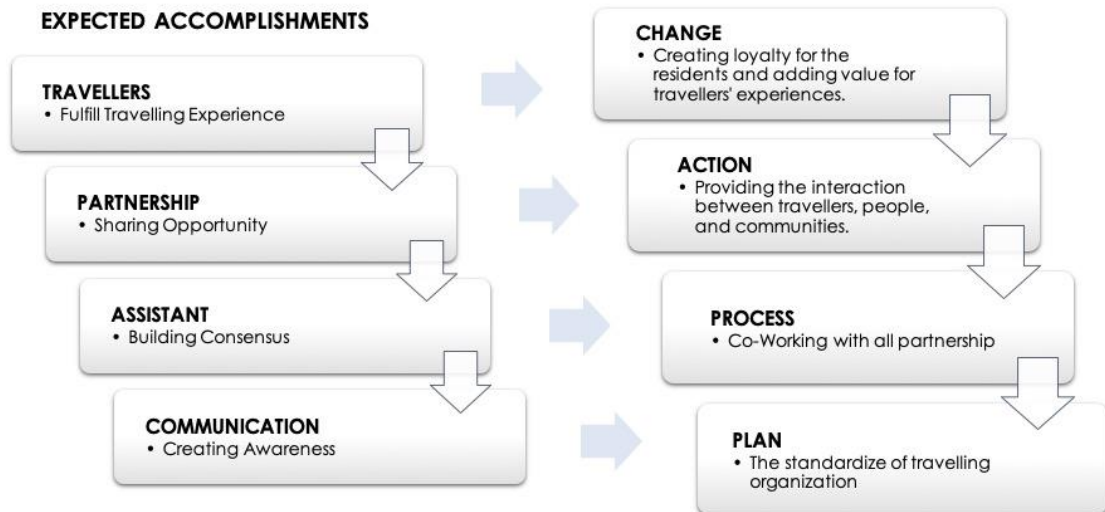 EXPECTED ACCOMPLISHMENTS
TRAVELLERS
• Fulfill Travelling Experience
PARTNERSHIP
• Sharing Opportunity
ASSISTANT
• Building Consensus
COMMUNICATION
• Creating Awareness
CHANGE
• Creating loyalty for the
residents and adding value for
travellers' experiences.
ACTION
• Providing the interaction
between travellers, people,
and communities.
PROCESS
• Co-Working with all partnership
PLAN
• The standardize of travelling
organization